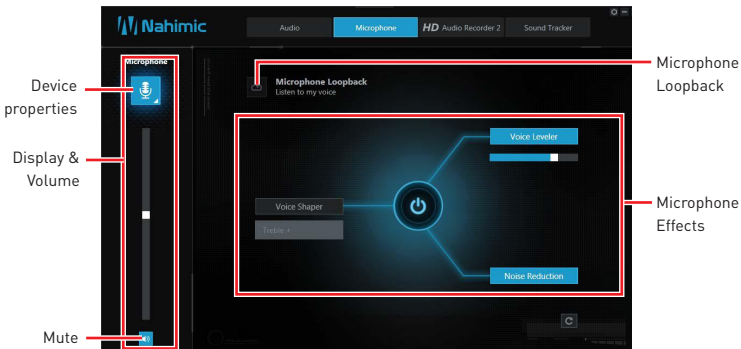 Nahimic
Audio
Microphone
HD Audio Recorder 2
Sound Tracker
Microphone
Microphone Loopback
Listen to my voice
Voice Leveler
Voice Shaper
Treble +
Noise Reduction
Device
properties
Display &
Volume
Mute
Microphone
Loopback
Microphone
Effects